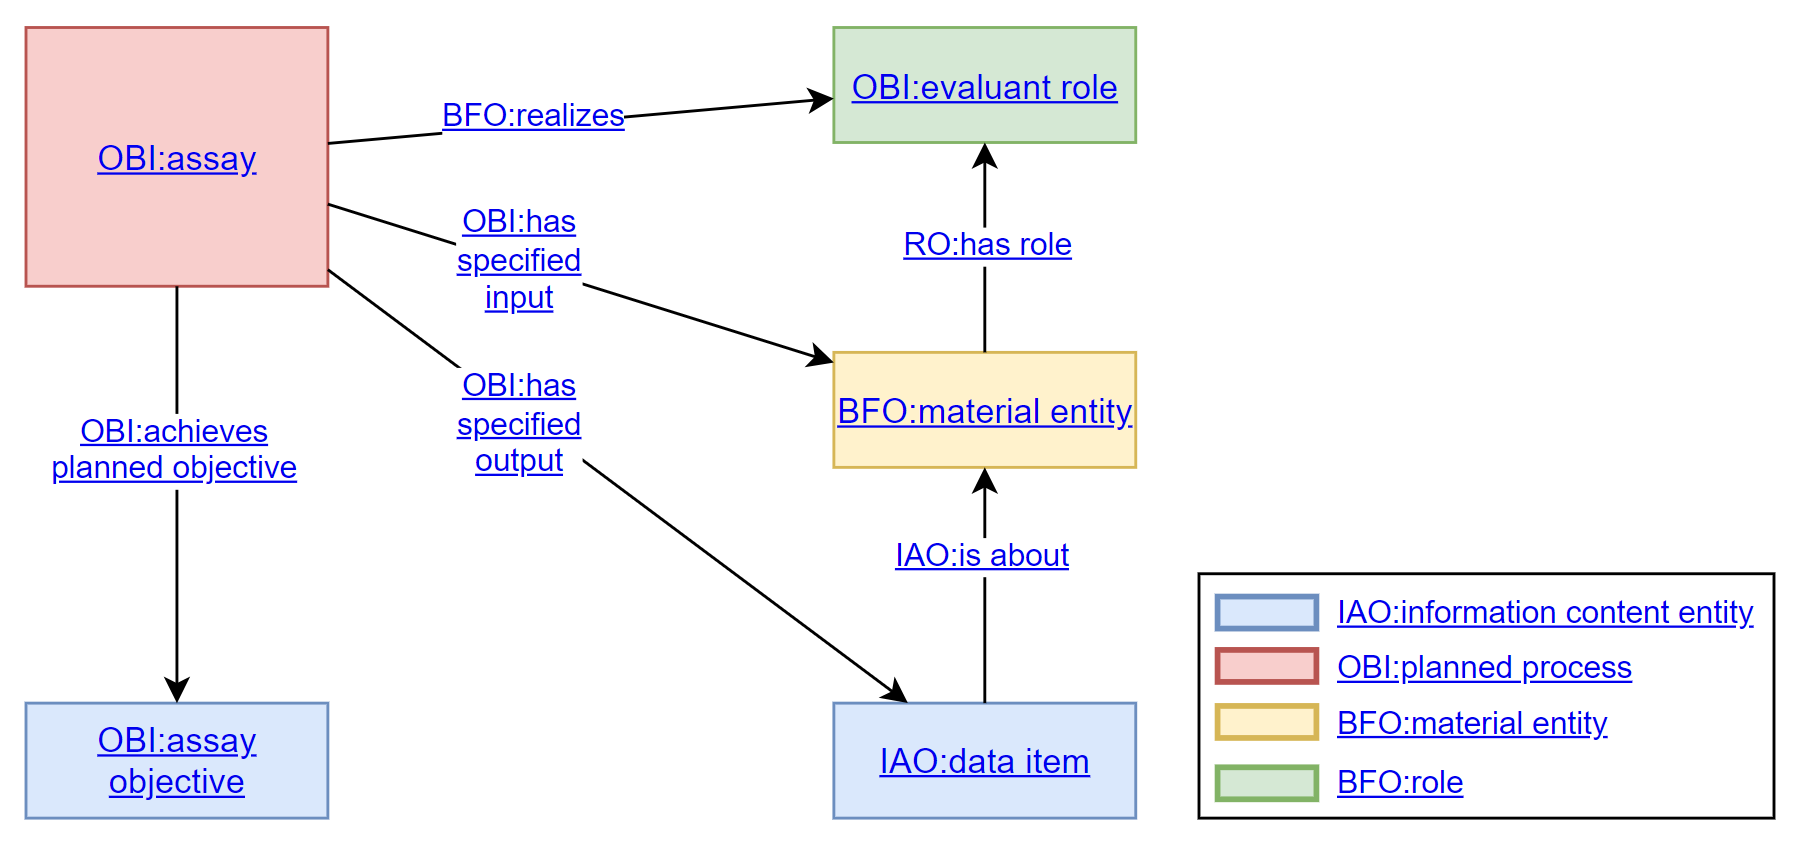 OBI:assay
BFO:realizes
OBI:evaluant role
OBI:has
specified
input
RO:has role
OBI:has
specified
output
BFO:material entity
OBI:achieves
planned objective
IAO:is about
OBI:assay
objective
IAO:data item
IAO:information content entity
OBI:planned process
BFO:material entity
BFO:role